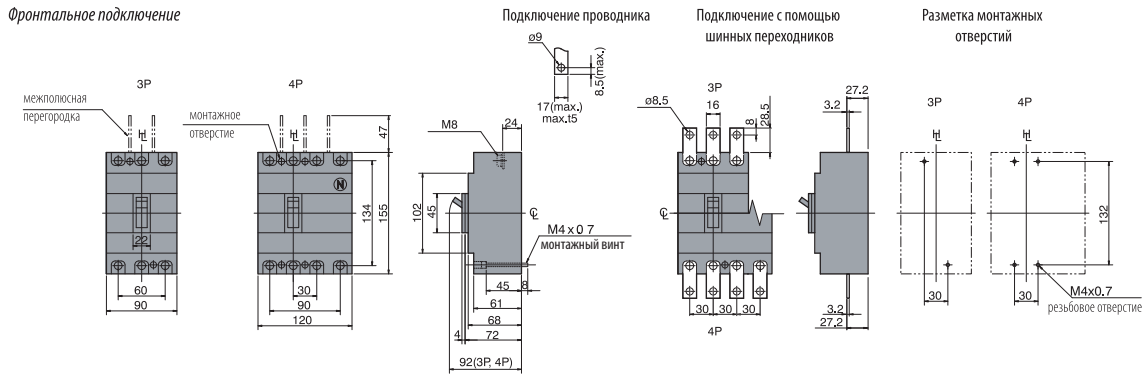 Фронтальное подключение
Подключение проводника
Подключение с помощью
шинных переходников
Разметка монтажных
отверстий
ø9
8.5(max.)
17(max.)
max.t5
3P
4P
межполюсная
перегородка
монтажное
отверстие
H
L
H
L
47
134
155
N
22
60
90
30
90
120
M8
24
102
45
C
L
M4 x 0 7
монтажный винт
45
8
61
68
4
72
92(3P, 4P)
3P
ø8.5
16
8
28.5
C
L
30
30
30
4P
3.2
27.2
3.2
27.2
3P
4P
H
L
H
L
132
30
30
M4x0.7
резьбовое отверстие